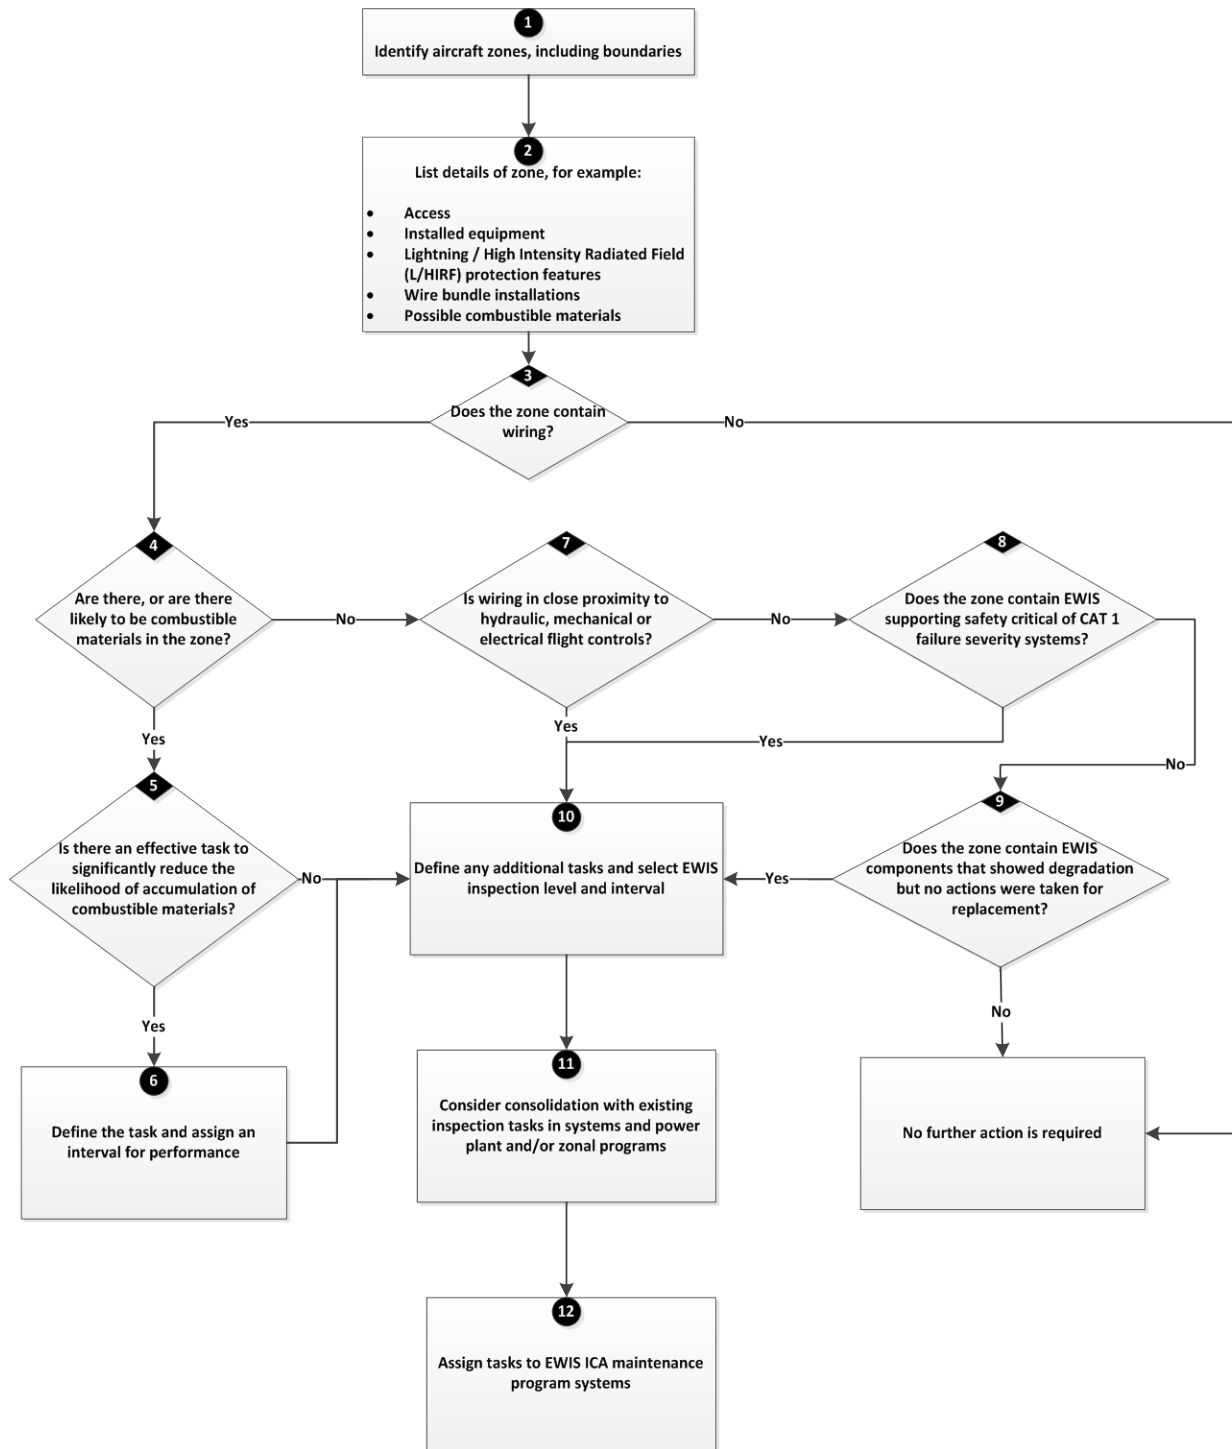 1
Identify aircraft zones, including boundaries
2
List details of zone, for example:
• Access
• Installed equipment
• Lightning / High Intensity Radiated Field
(L/HIRF) protection features
• Wire bundle installations
• Possible combustible materials
3
Does the zone contain
wiring?
Yes
No
4
Are there, or are there
likely to be combustible
materials in the zone?
No
7
Is wiring in close proximity to
hydraulic, mechanical or
electrical flight controls?
No
8
Does the zone contain EWIS
supporting safety critical of CAT 1
failure severity systems?
Yes
Yes
Yes
No
5
Is there an effective task to
significantly reduce the
likelihood of accumulation of
combustible materials?
No
10
Define any additional tasks and select EWIS
inspection level and interval
Yes
9
Does the zone contain EWIS
components that showed degradation
but no actions were taken for
replacement?
Yes
No
6
Define the task and assign an
interval for performance
11
Consider consolidation with existing
inspection tasks in systems and power
plant and/or zonal programs
No further action is required
12
Assign tasks to EWIS ICA maintenance
program systems